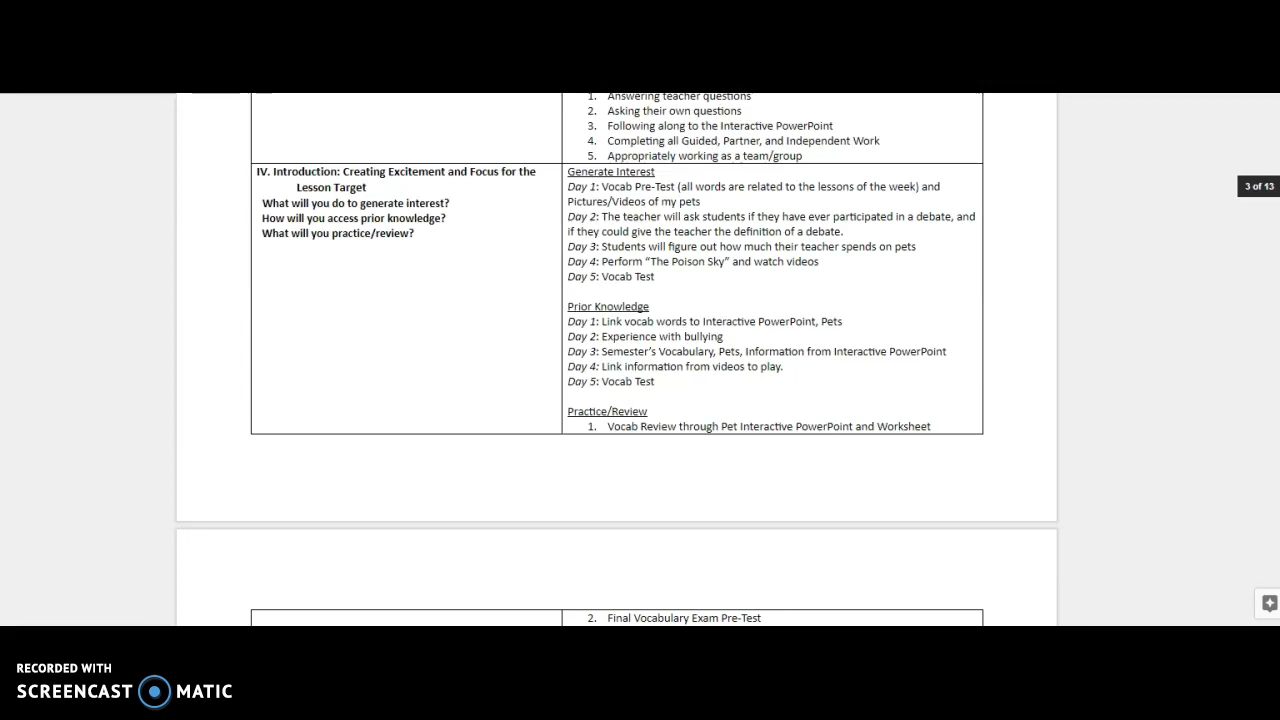 1. Answering teacher questions
2. Asking their own questions
3. Following along to the Interactive PowerPoint
4. Completing all Guided, Partner, and Independent Work
5. Appropriately working as a team/group
IV. Introduction: Creating Excitement and Focus for the
Lesson Target
What will you do to generate interest?
How will you access prior knowledge?
What will you practice/review?
Generate Interest
Day 1: Vocab Pre-Test (all words are related to the lessons of the week) and
Pictures/Videos of my pets
Day 2: The teacher will ask students if they have ever participated in a debate, and
if they could give the teacher the definition of a debate.
Day 3: Students will figure out how much their teacher spends on pets
Day 4: Perform “The Poison Sky” and watch videos
Day 5: Vocab Test
Prior Knowledge
Day 1: Link vocab words to Interactive PowerPoint, Pets
Day 2: Experience with bullying
Day 3: Semester’s Vocabulary, Pets, Information from Interactive PowerPoint
Day 4: Link information from videos to play.
Day 5: Vocab Test
Practice/Review
1. Vocab Review through Pet Interactive PowerPoint and Worksheet
3 of 13
2. Final Vocabulary Exam Pre-Test
RECORDED WITH
SCREENCAST MATIC